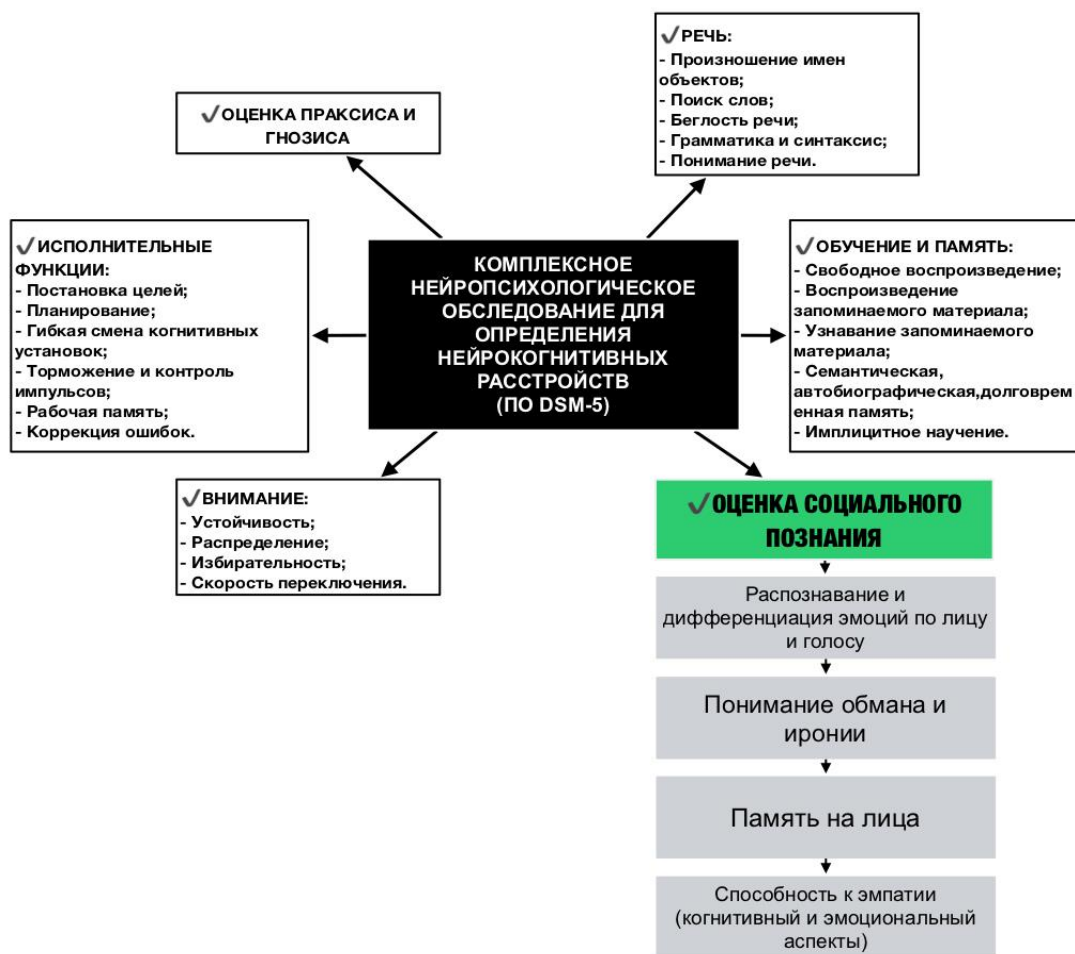 ✓РЕЧЬ:
- Произношение имен
объектов;
- Поиск слов;
- Беглость речи;
- Грамматика и синтаксис;
- Понимание речи.
✓ОЦЕНКА ПРАКСИСА И
ГНОЗИСА
✓ИСПОЛНИТЕЛЬНЫЕ
ФУНКЦИИ:
- Постановка целей;
- Планирование;
- Гибкая смена когнитивных
установок;
- Торможение и контроль
импульсов;
- Рабочая память;
- Коррекция ошибок.
КОМПЛЕКСНОЕ
НЕЙРОПСИХОЛОГИЧЕСКОЕ
ОБСЛЕДОВАНИЕ ДЛЯ
ОПРЕДЕЛЕНИЯ
НЕЙРОКОГНИТИВНЫХ
РАССТРОЙСТВ
(ПО DSM-5)
✓ОБУЧЕНИЕ И ПАМЯТЬ:
- Свободное воспроизведение;
- Воспроизведение
запоминаемого материала;
- Узнавание запоминаемого
материала;
- Семантическая,
автобиографическая,долговрем
енная память;
- Имплицитное научение.
✓ВНИМАНИЕ:
- Устойчивость;
- Распределение;
- Избирательность;
- Скорость переключения.
✓ОЦЕНКА СОЦИАЛЬНОГО
ПОЗНАНИЯ
Распознавание и
дифференциация эмоций по лицу
и голосу
Понимание обмана и
иронии
Память на лица
Способность к эмпатии
(когнитивный и эмоциональный
аспекты)